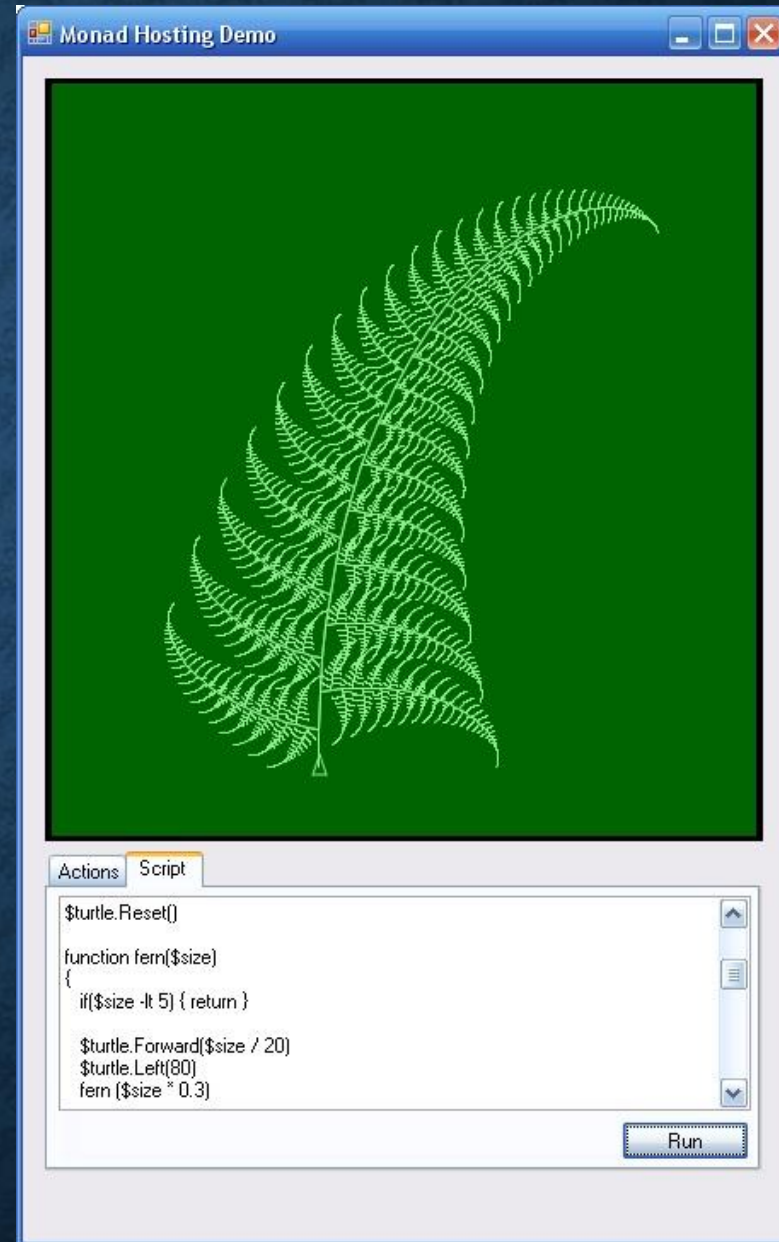 Monad Hosting Demo
Actions Script
$turtle.Reset()
function fern($size)
{
if($size -lt 5) { return }
$turtle.Forward($size / 20)
$turtle.Left(80)
fern ($size * 0.3)
Run